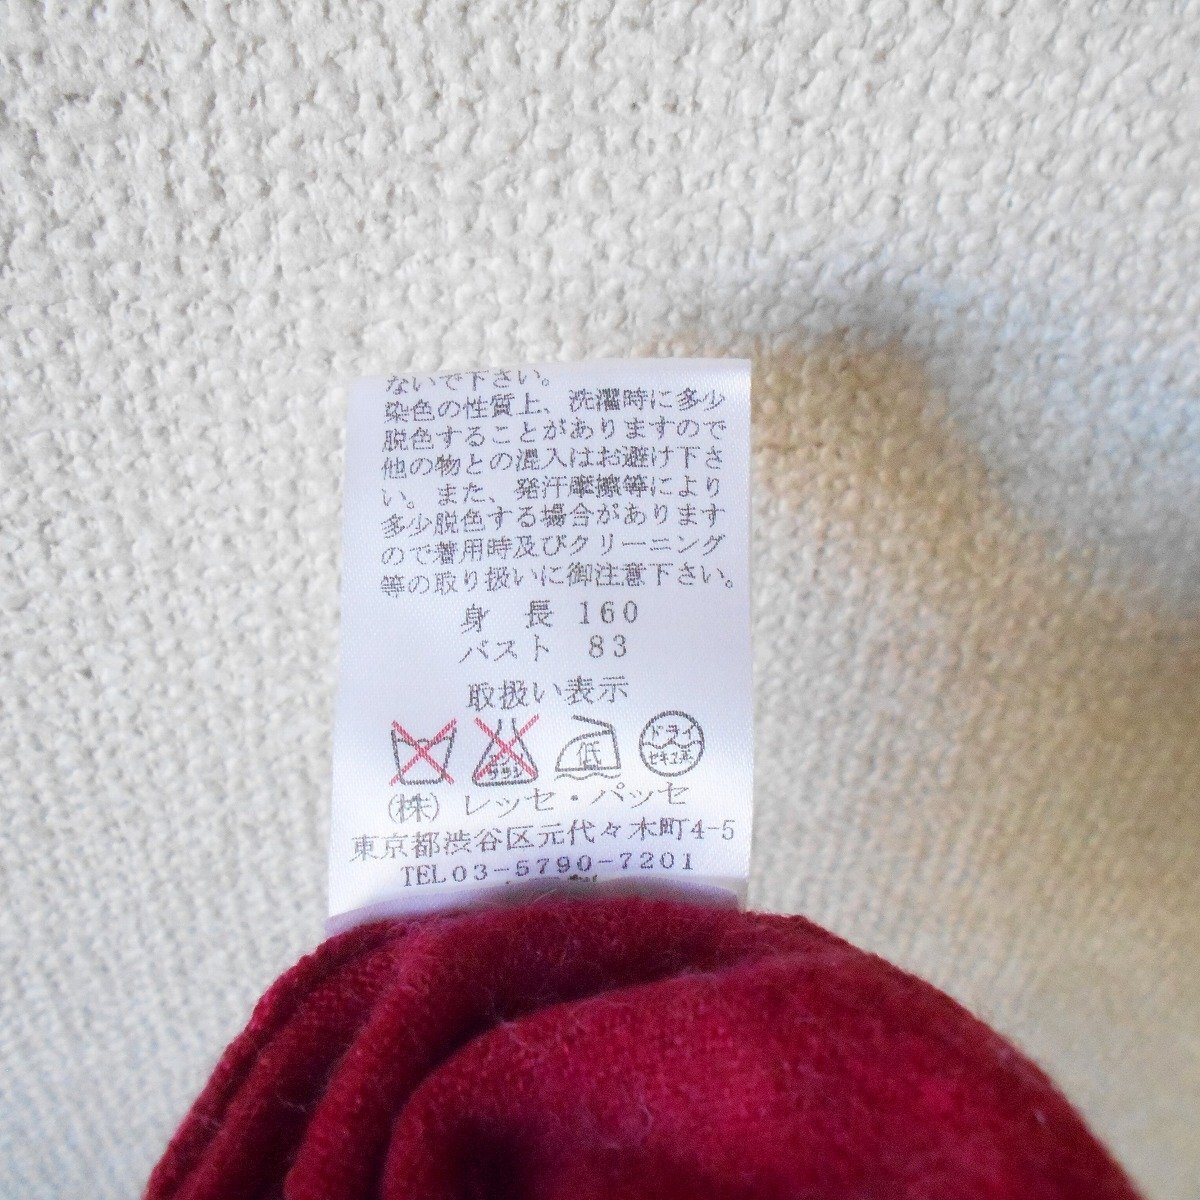 ないで下さい。
染色の性質上、洗濯時に多少
脱色することがありますので
他の物との混入はお避け下さ
い。また、発汗摩擦等により
多少脱色する場合があります
ので着用時及びクリーニング
等の取り扱いに御注意下さい。
身 長 160
バスト 83
取扱い表示
エンソ サラシ 低 ドライ セキユ系
(株) レッセ・パッセ
東京都渋谷区元代々木町4-5
TEL03-5790-7201